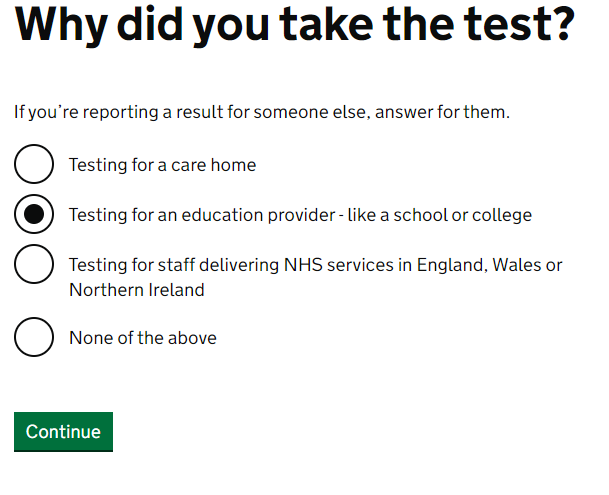 Why did you take the test?
If you’re reporting a result for someone else, answer for them.
Testing for a care home
Testing for an education provider - like a school or college
Testing for staff delivering NHS services in England, Wales or
Northern Ireland
None of the above
Continue